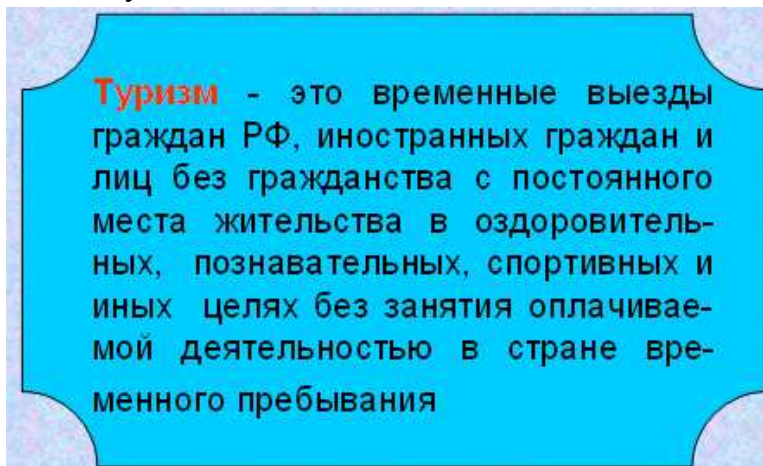 Туризм - это временные выезды
граждан РФ, иностранных граждан и
лиц без гражданства с постоянного
места жительства в оздоровитель-
ных, познавательных, спортивных и
иных целях без занятия оплачивае-
мой деятельностью в стране вре-
менного пребывания